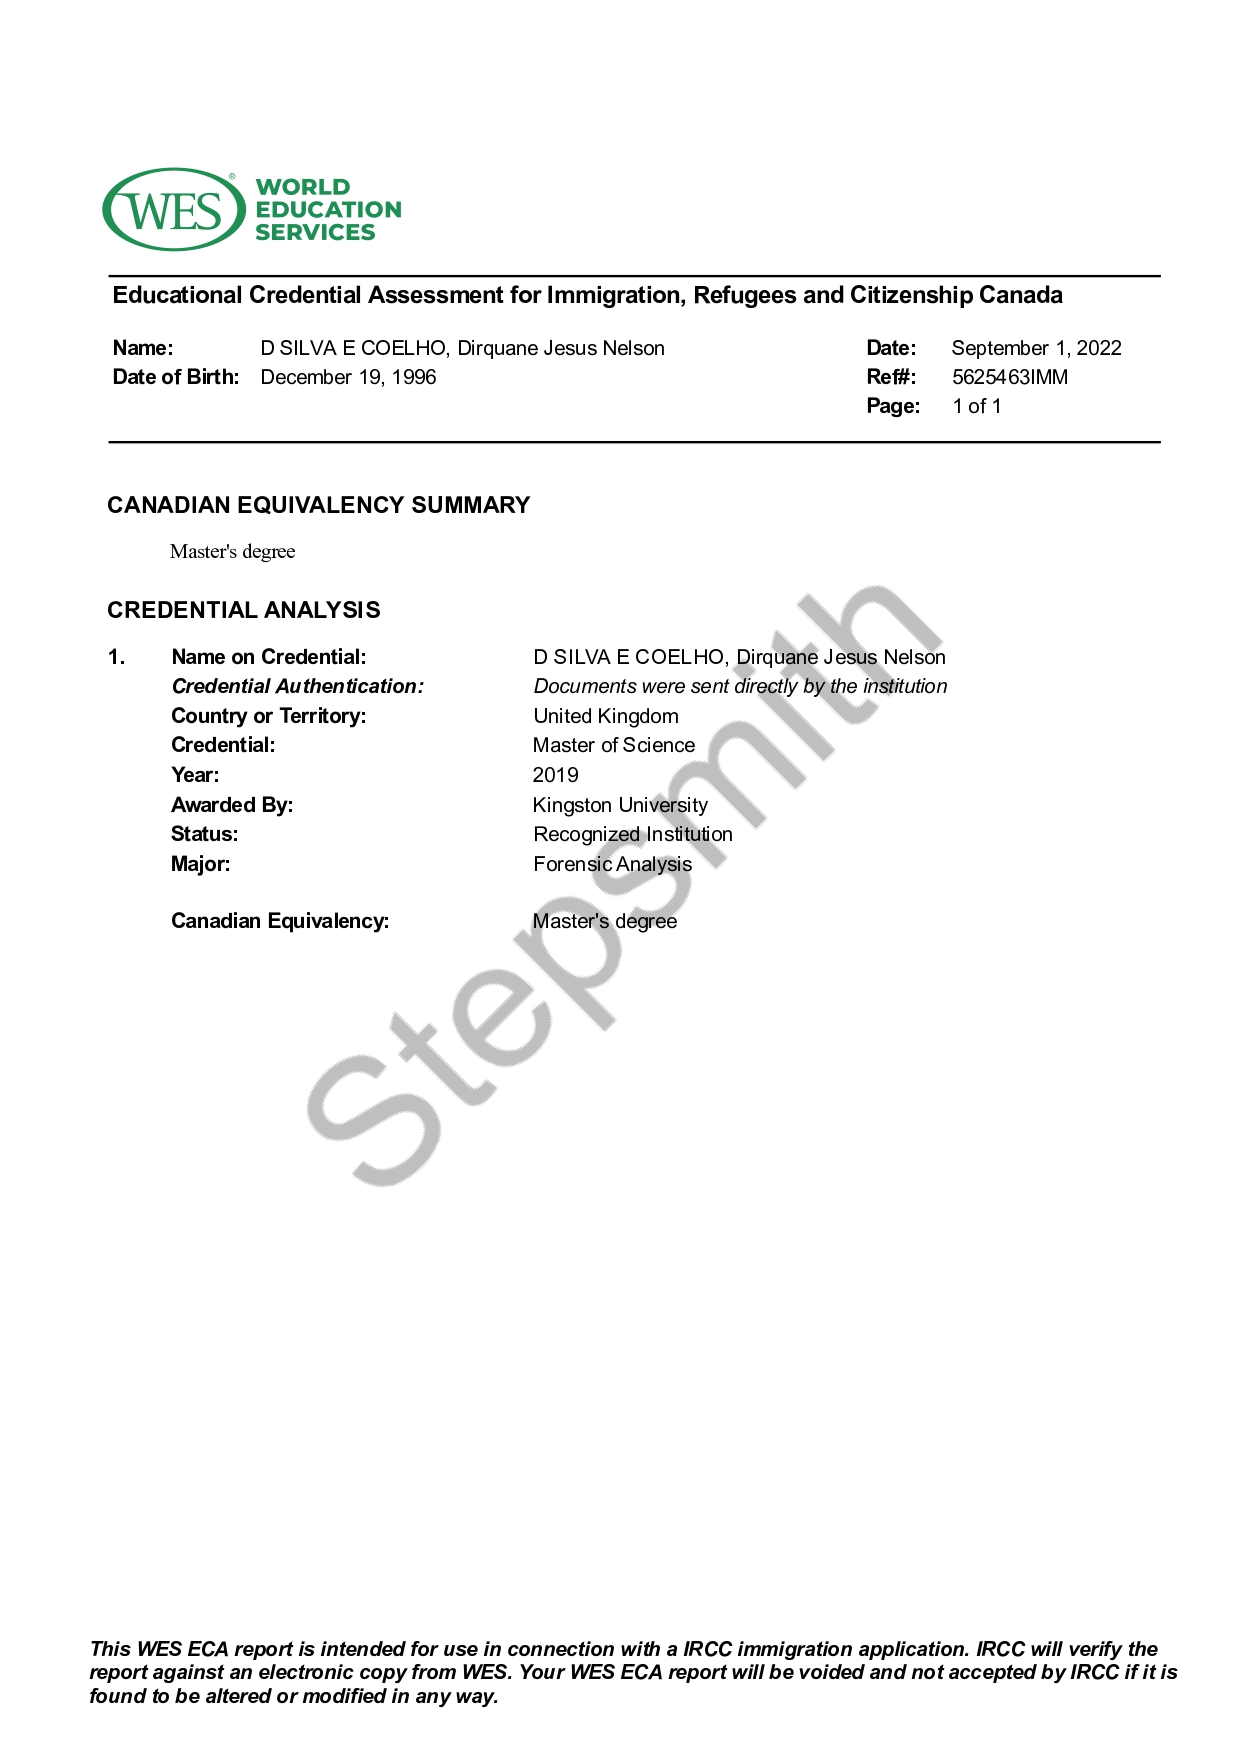 WES® WORLD
EDUCATION
SERVICES
Educational Credential Assessment for Immigration, Refugees and Citizenship Canada
Name: D SILVA E COELHO, Dirquane Jesus Nelson Date: September 1, 2022
Date of Birth: December 19, 1996 Ref#: 5625463IMM
Page: 1 of 1
CANADIAN EQUIVALENCY SUMMARY
Master's degree
CREDENTIAL ANALYSIS
1. Name on Credential: D SILVA E COELHO, Dirquane Jesus Nelson
Credential Authentication: Documents were sent directly by the institution
Country or Territory: United Kingdom
Credential: Master of Science
Year: 2019
Awarded By: Kingston University
Status: Recognized Institution
Major: Forensic Analysis
Canadian Equivalency: Master's degree
Stepsmith
This WES ECA report is intended for use in connection with a IRCC immigration application. IRCC will verify the
report against an electronic copy from WES. Your WES ECA report will be voided and not accepted by IRCC if it is
found to be altered or modified in any way.